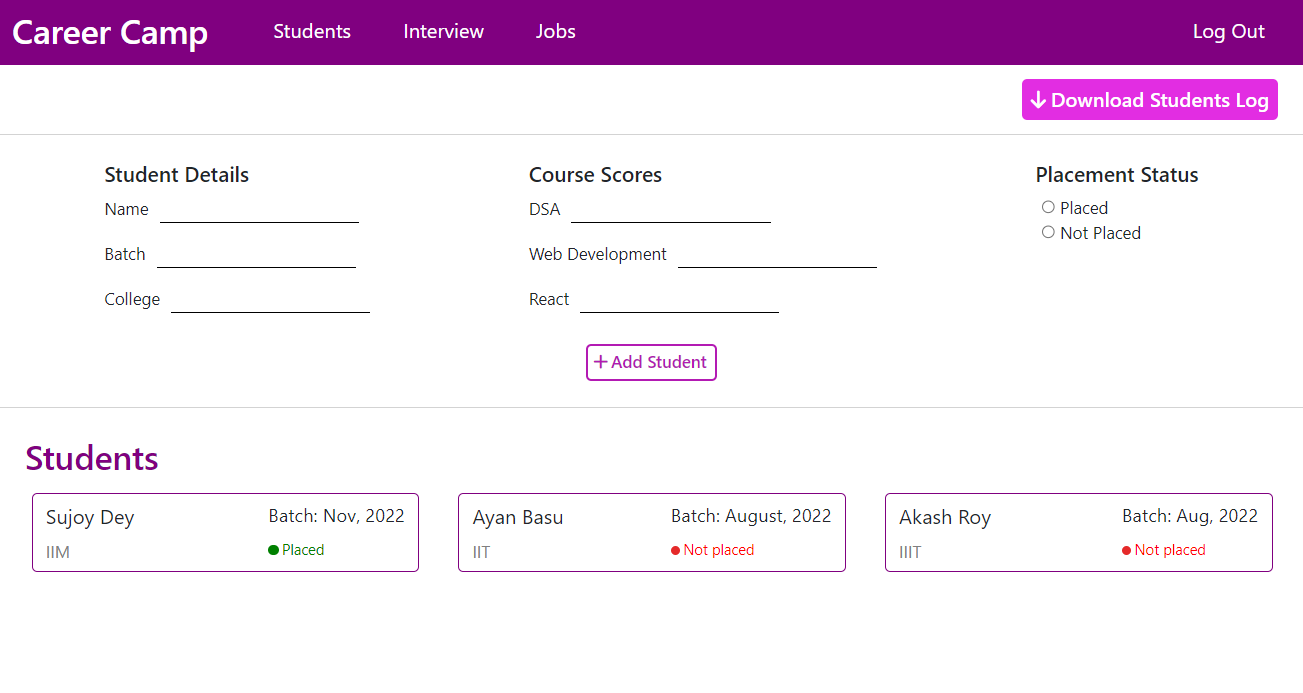 Career Camp Students Interview Jobs Log Out
Download Students Log
Student Details
Name
Batch
College
Course Scores
DSA
Web Development
React
Placement Status
Placed
Not Placed
Add Student
Students
Sujoy Dey Batch: Nov, 2022
IIM Placed
Ayan Basu Batch: August, 2022
IIT Not placed
Akash Roy Batch: Aug, 2022
IIIT Not placed